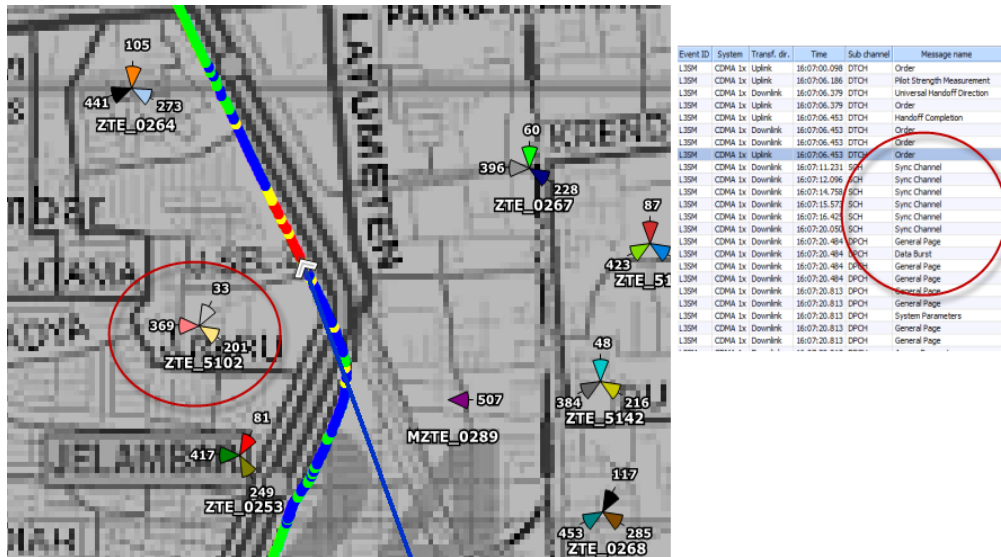 PAR
LATUMETEN
105
441
273
ZTE_0264
60
KREND
396
228
ZTE_0267
mbar
87
423
ZTE_51
UTANIA
33
369
201
ZTE_5102
48
384
216
ZTE_5142
507
MZTE_0289
81
JELAMBA
417
249
ZTE_0253
117
453
285
ZTE_0268
MAH
Event ID System Transf. dir. Time Sub channel Message name
L3SM CDMA 1x Uplink 16:07:00.098 DTCH Order
L3SM CDMA 1x Uplink 16:07:06.186 DTCH Pilot Strength Measurement
L3SM CDMA 1x Downlink 16:07:06.379 DTCH Universal Handoff Direction
L3SM CDMA 1x Uplink 16:07:06.379 DTCH Order
L3SM CDMA 1x Uplink 16:07:06.453 DTCH Handoff Completion
L3SM CDMA 1x Downlink 16:07:06.453 DTCH Order
L3SM CDMA 1x Downlink 16:07:06.453 DTCH Order
L3SM CDMA 1x Uplink 16:07:06.453 DTCH Order
L3SM CDMA 1x Downlink 16:07:11.231 SCH Sync Channel
L3SM CDMA 1x Downlink 16:07:12.096 SCH Sync Channel
L3SM CDMA 1x Downlink 16:07:14.758 SCH Sync Channel
L3SM CDMA 1x Downlink 16:07:15.573 SCH Sync Channel
L3SM CDMA 1x Downlink 16:07:16.425 SCH Sync Channel
L3SM CDMA 1x Downlink 16:07:20.050 SCH Sync Channel
L3SM CDMA 1x Downlink 16:07:20.484 DPCH General Page
L3SM CDMA 1x Downlink 16:07:20.484 DPCH Data Burst
L3SM CDMA 1x Downlink 16:07:20.484 DPCH General Page
L3SM CDMA 1x Downlink 16:07:20.484 DPCH General Page
L3SM CDMA 1x Downlink 16:07:20.813 DPCH General Page
L3SM CDMA 1x Downlink 16:07:20.813 DPCH System Parameters
L3SM CDMA 1x Downlink 16:07:20.813 DPCH General Page
L3SM CDMA 1x Downlink 16:07:20.813 DPCH General Page